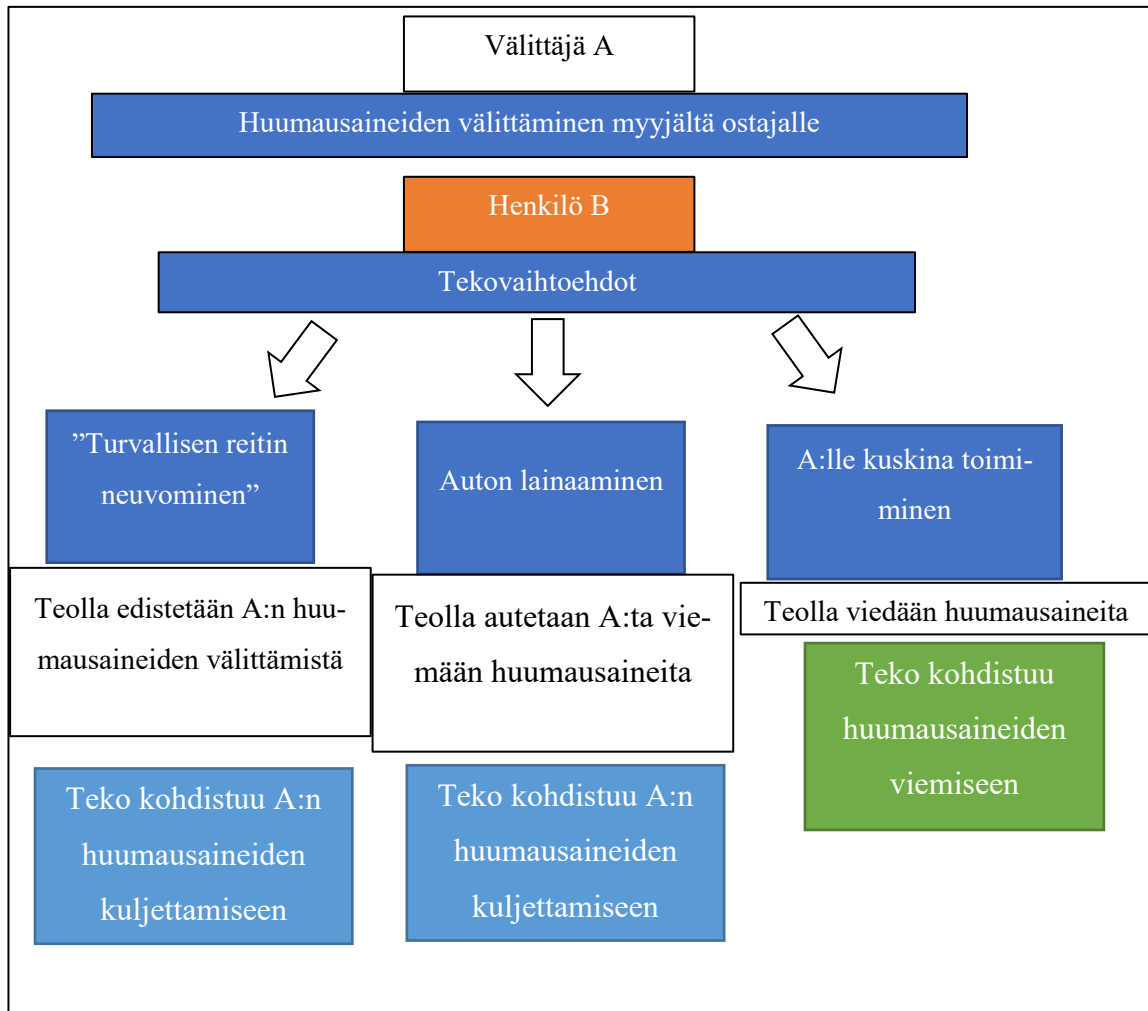 Välittäjä A
Huumausaineiden välittäminen myyjältä ostajalle
Henkilö B
Tekovaihtoehdot
”Turvallisen reitin
neuvominen”
Auton lainaaminen
A:lle kuskina toimi-
minen
Teolla edistetään A:n huu-
mausaineiden välittämistä
Teolla autetaan A:ta vie-
mään huumausaineita
Teolla viedään huumausaineita
Teko kohdistuu A:n
huumausaineiden
kuljettamiseen
Teko kohdistuu A:n
huumausaineiden
kuljettamiseen
Teko kohdistuu
huumausaineiden
viemiseen